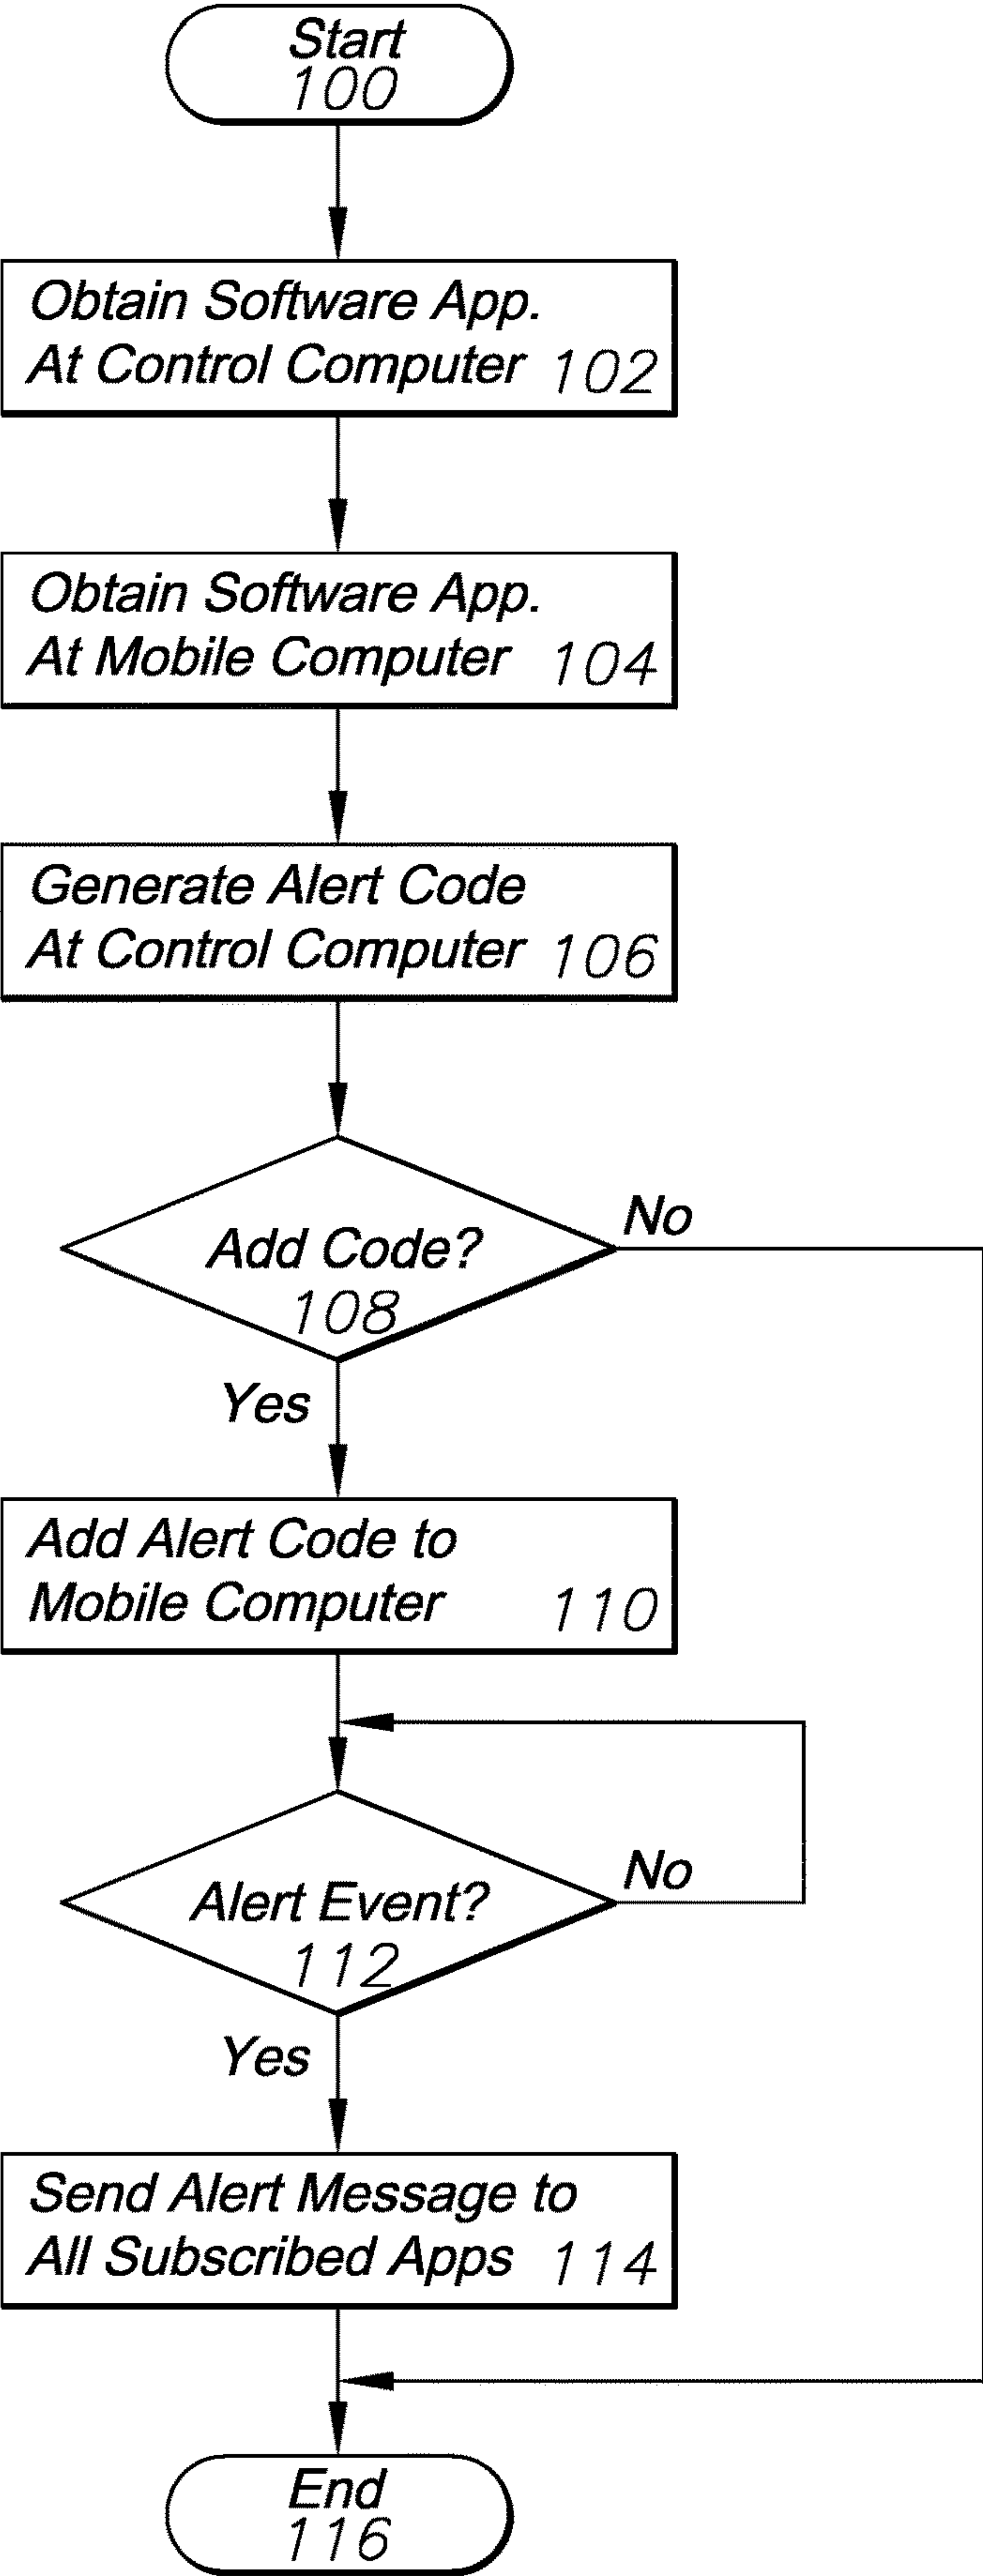 Start
100
Obtain Software App.
At Control Computer 102
Obtain Software App.
At Mobile Computer 104
Generate Alert Code
At Control Computer 106
Add Code?
108
No
Yes
Add Alert Code to
Mobile Computer 110
Alert Event?
112
No
Yes
Send Alert Message to
All Subscribed Apps 114
End
116